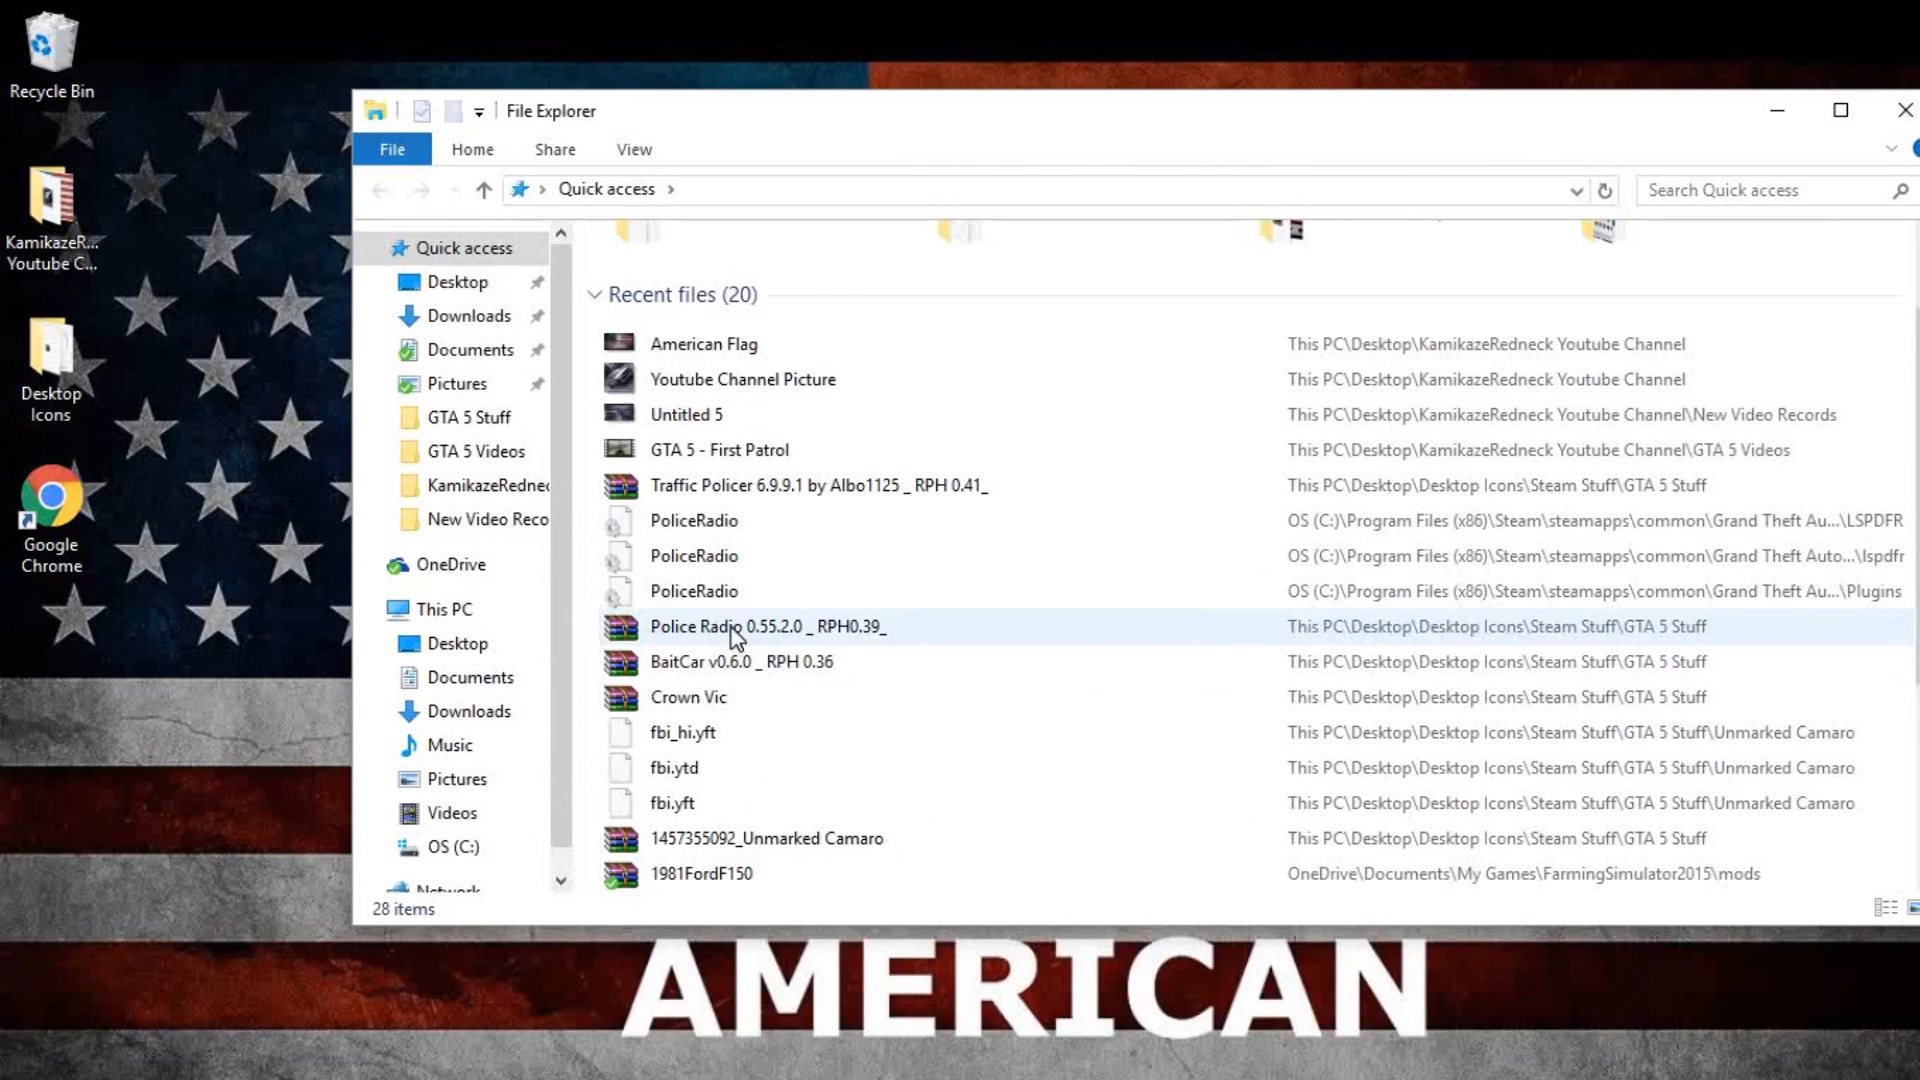 Recycle Bin
KamikazeR...
Youtube C...
Desktop
Icons
Google
Chrome
File Explorer
File
Home
Share
View
Quick access
Search Quick access
Quick access
Desktop
Downloads
Documents
Pictures
GTA 5 Stuff
GTA 5 Videos
KamikazeRednec
New Video Reco
OneDrive
This PC
Desktop
Documents
Downloads
Music
Pictures
Videos
OS (C:)
Network
Recent files (20)
American Flag This PC\Desktop\KamikazeRedneck Youtube Channel
Youtube Channel Picture This PC\Desktop\KamikazeRedneck Youtube Channel
Untitled 5 This PC\Desktop\KamikazeRedneck Youtube Channel\New Video Records
GTA 5 - First Patrol This PC\Desktop\KamikazeRedneck Youtube Channel\GTA 5 Videos
Traffic Policer 6.9.9.1 by Albo1125 _ RPH 0.41_ This PC\Desktop\Desktop Icons\Steam Stuff\GTA 5 Stuff
PoliceRadio OS (C:)\Program Files (x86)\Steam\steamapps\common\Grand Theft Au...\LSPDFR
PoliceRadio OS (C:)\Program Files (x86)\Steam\steamapps\common\Grand Theft Auto...\lspdfr
PoliceRadio OS (C:)\Program Files (x86)\Steam\steamapps\common\Grand Theft Au...\Plugins
Police Radio 0.55.2.0 _ RPH0.39_ This PC\Desktop\Desktop Icons\Steam Stuff\GTA 5 Stuff
BaitCar v0.6.0 _ RPH 0.36 This PC\Desktop\Desktop Icons\Steam Stuff\GTA 5 Stuff
Crown Vic This PC\Desktop\Desktop Icons\Steam Stuff\GTA 5 Stuff
fbi_hi.yft This PC\Desktop\Desktop Icons\Steam Stuff\GTA 5 Stuff\Unmarked Camaro
fbi.ytd This PC\Desktop\Desktop Icons\Steam Stuff\GTA 5 Stuff\Unmarked Camaro
fbi.yft This PC\Desktop\Desktop Icons\Steam Stuff\GTA 5 Stuff\Unmarked Camaro
1457355092_Unmarked Camaro This PC\Desktop\Desktop Icons\Steam Stuff\GTA 5 Stuff
1981FordF150 OneDrive\Documents\My Games\FarmingSimulator2015\mods
28 items
AMERICAN